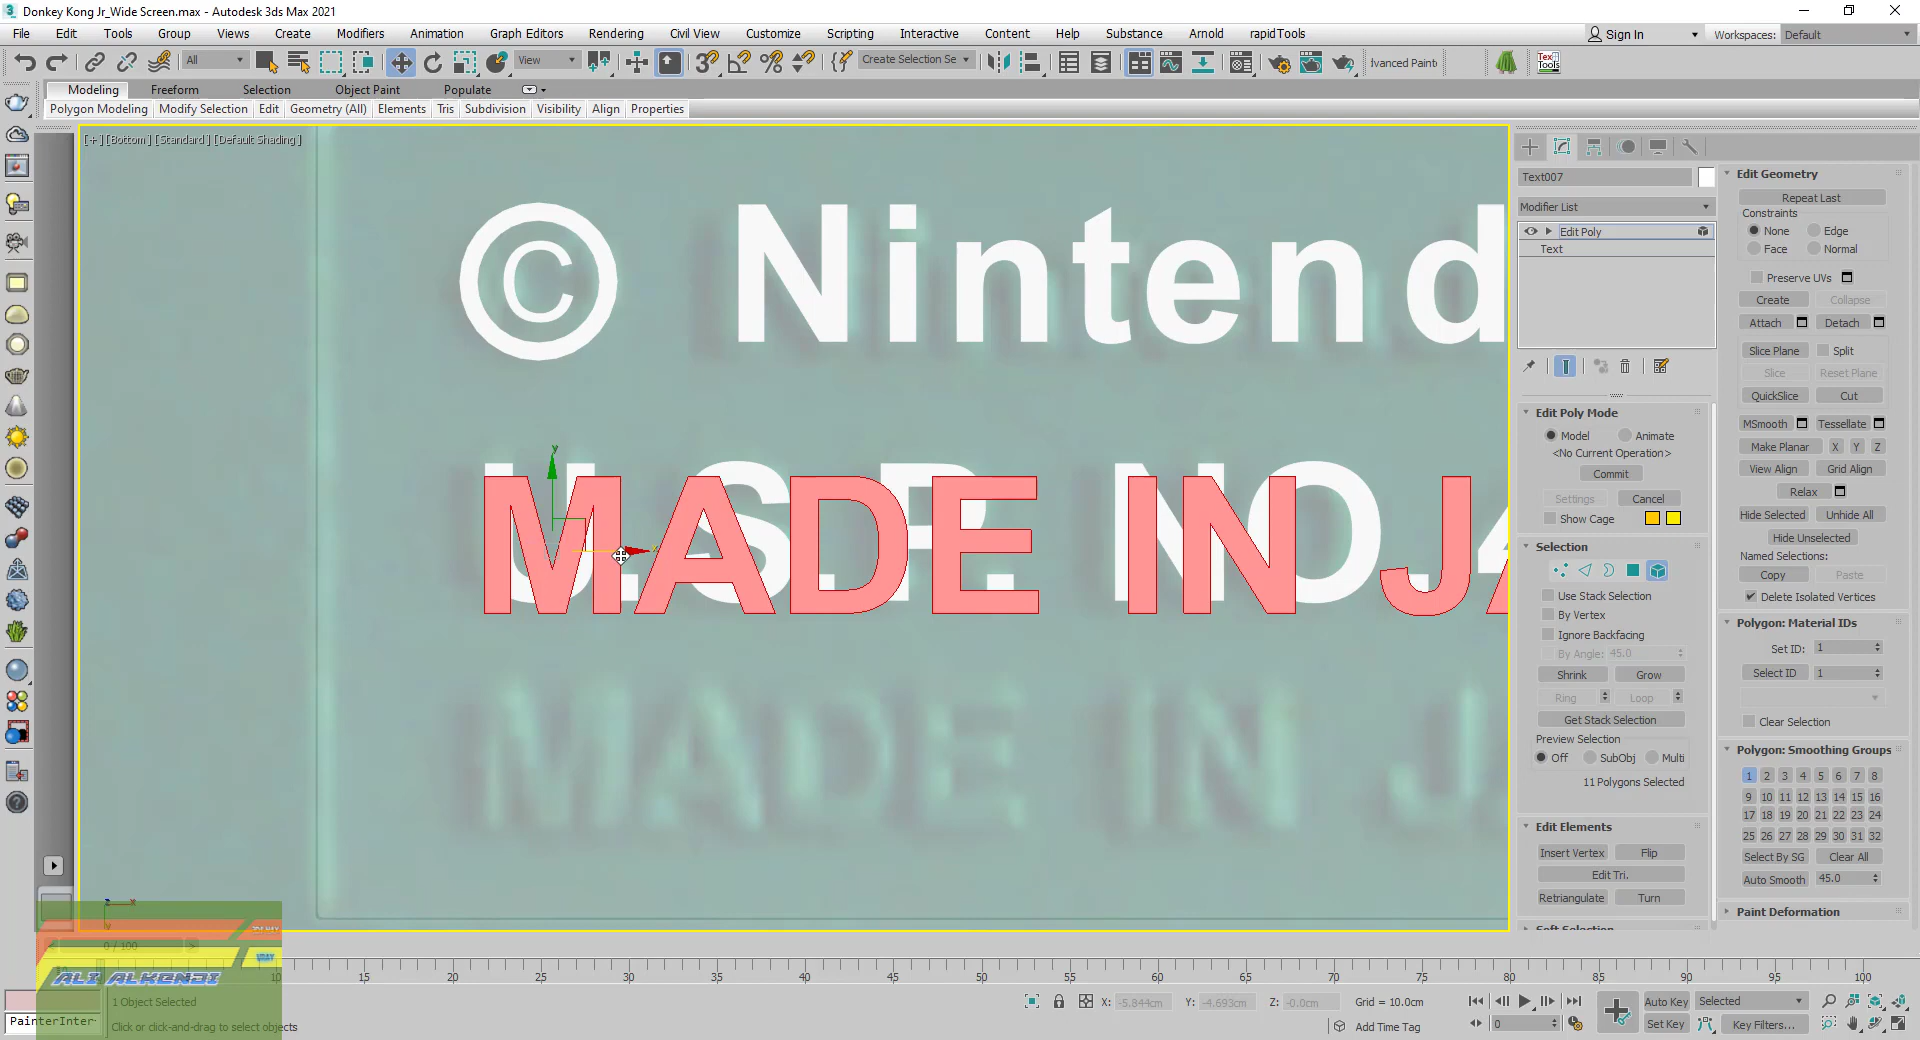 Donkey Kong Jr_Wide Screen.max - Autodesk 3ds Max 2021
File Edit Tools Group Views Create Modifiers Animation Graph Editors Rendering Civil View Customize Scripting Interactive Content Help Substance Arnold rapidTools Sign In Workspaces: Default
All View Create Selection Se
Modeling Freeform Selection Object Paint Populate
Polygon Modeling Modify Selection Edit Geometry (All) Elements Tris Subdivision Visibility Align Properties
[+] [Bottom] [Standard] [Default Shading]
© Nintend
U.S.P. NO.
MADE IN JA
MADE IN J
Text007
Modifier List
Edit Poly
Text
Edit Poly Mode
Model Animate
<No Current Operation>
Commit
Settings Cancel
Show Cage
Selection
Use Stack Selection
By Vertex
Ignore Backfacing
By Angle: 45.0
Shrink Grow
Ring Loop
Get Stack Selection
Preview Selection
Off SubObj Multi
11 Polygons Selected
Edit Elements
Insert Vertex Flip
Edit Tri.
Retriangulate Turn
Soft Selection
Edit Geometry
Repeat Last
Constraints
None Edge
Face Normal
Preserve UVs
Create Collapse
Attach Detach
Slice Plane Split
Slice Reset Plane
QuickSlice Cut
MSmooth Tessellate
Make Planar X Y Z
View Align Grid Align
Relax
Hide Selected Unhide All
Hide Unselected
Named Selections:
Copy Paste
Delete Isolated Vertices
Polygon: Material IDs
Set ID: 1
Select ID 1
Clear Selection
Polygon: Smoothing Groups
1 2 3 4 5 6 7 8
9 10 11 12 13 14 15 16
17 18 19 20 21 22 23 24
25 26 27 28 29 30 31 32
Select By SG Clear All
Auto Smooth 45.0
Paint Deformation
0 / 100
ALI ALKENDI
10 15 20 25 30 35 40 45 50 55 60 65 70 75 80 85 90 95 100
1 Object Selected
Click or click-and-drag to select objects
PainterInter
X: -5.844cm Y: -4.693cm Z: -0.0cm Grid = 10.0cm
Add Time Tag
0
Auto Key Selected
Set Key Key Filters...